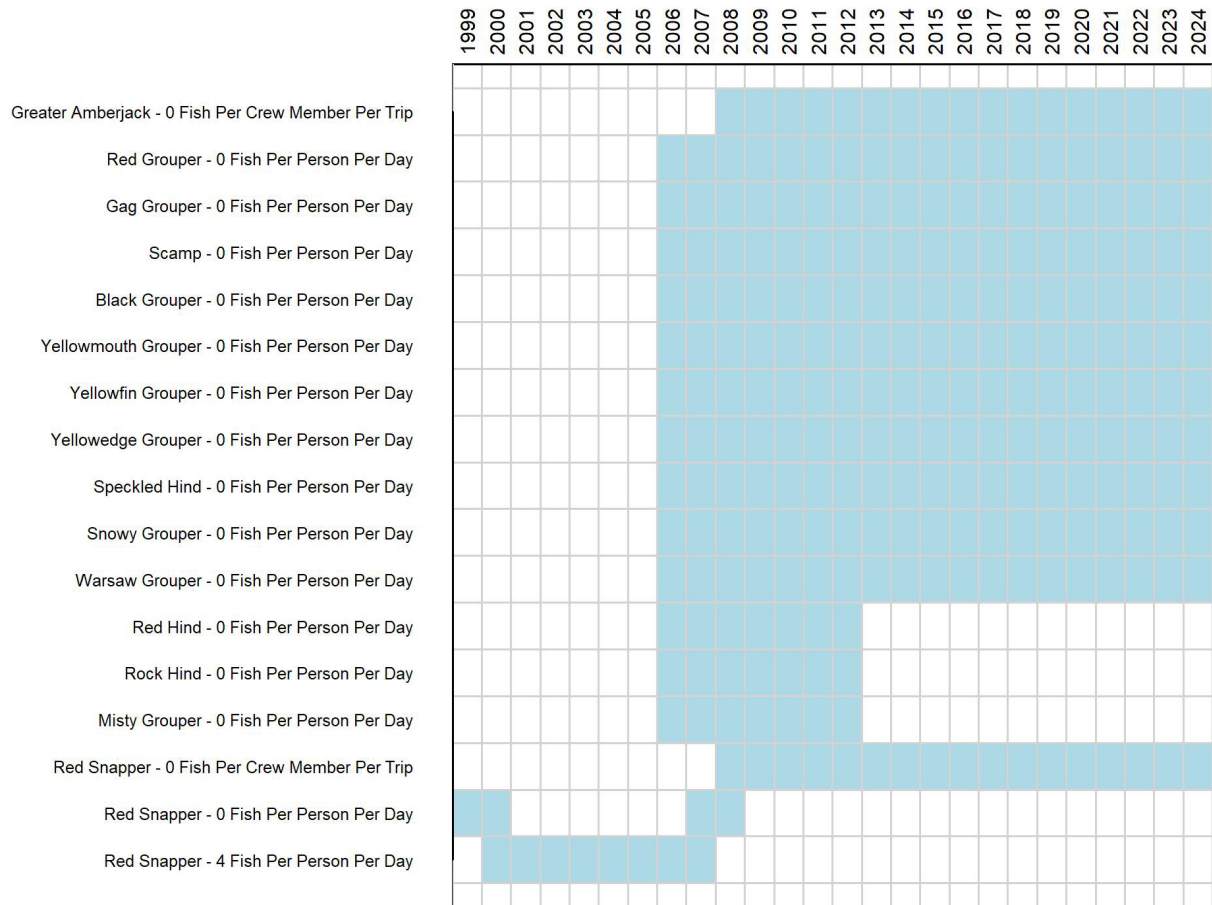 1999 2000 2001 2002 2003 2004 2005 2006 2007 2008 2009 2010 2011 2012 2013 2014 2015 2016 2017 2018 2019 2020 2021 2022 2023 2024
Greater Amberjack - 0 Fish Per Crew Member Per Trip
Red Grouper - 0 Fish Per Person Per Day
Gag Grouper - 0 Fish Per Person Per Day
Scamp - 0 Fish Per Person Per Day
Black Grouper - 0 Fish Per Person Per Day
Yellowmouth Grouper - 0 Fish Per Person Per Day
Yellowfin Grouper - 0 Fish Per Person Per Day
Yellowedge Grouper - 0 Fish Per Person Per Day
Speckled Hind - 0 Fish Per Person Per Day
Snowy Grouper - 0 Fish Per Person Per Day
Warsaw Grouper - 0 Fish Per Person Per Day
Red Hind - 0 Fish Per Person Per Day
Rock Hind - 0 Fish Per Person Per Day
Misty Grouper - 0 Fish Per Person Per Day
Red Snapper - 0 Fish Per Crew Member Per Trip
Red Snapper - 0 Fish Per Person Per Day
Red Snapper - 4 Fish Per Person Per Day